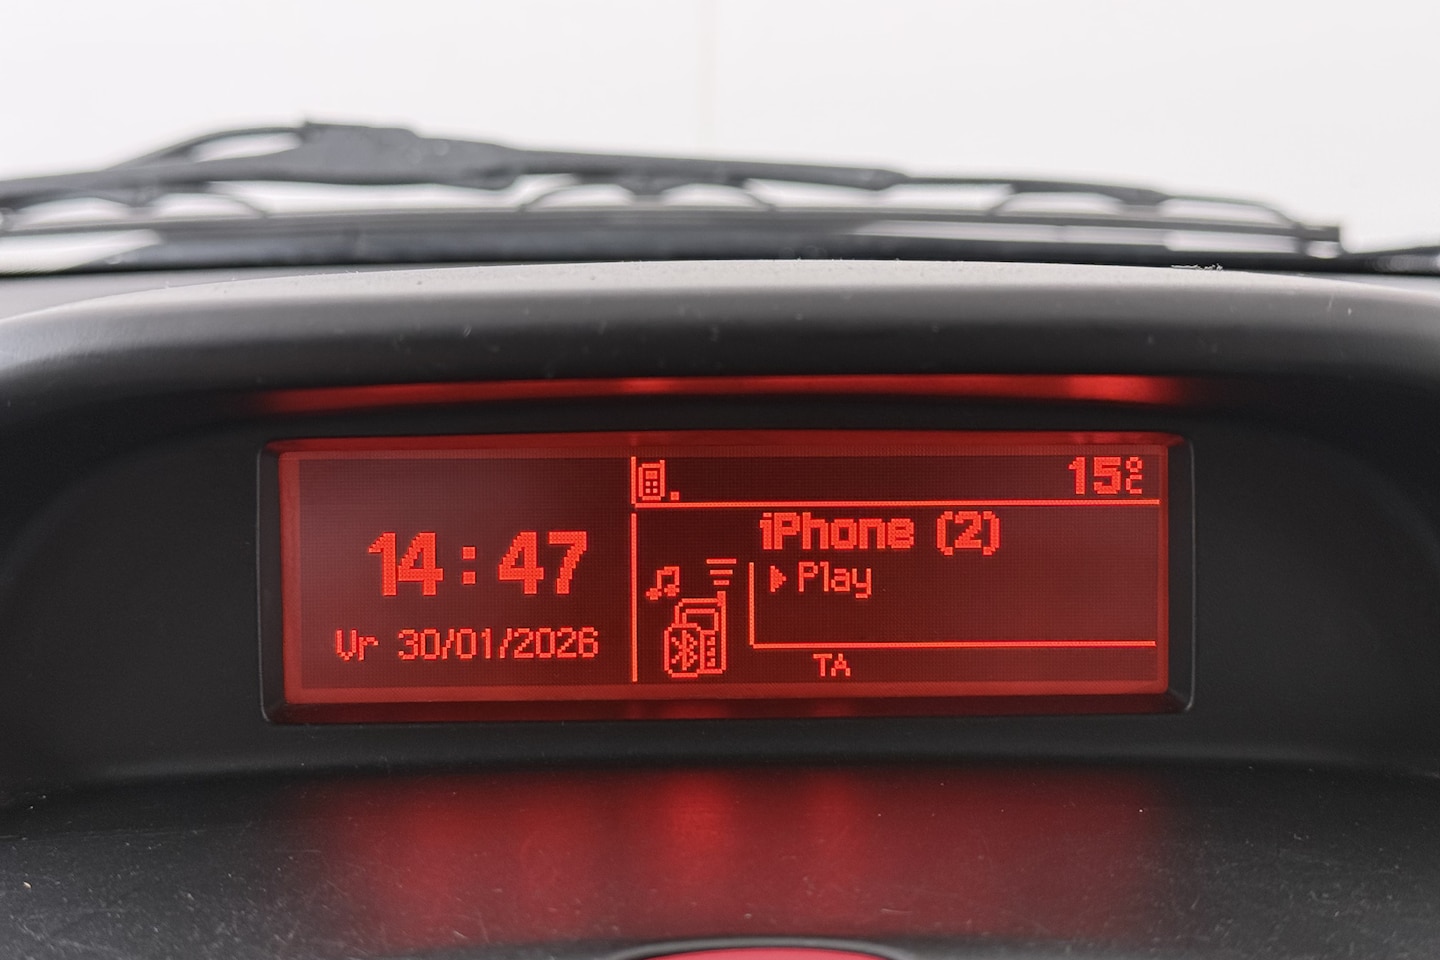 14:47
Vr 30/01/2026
15°C
iPhone (2)
Play
TA